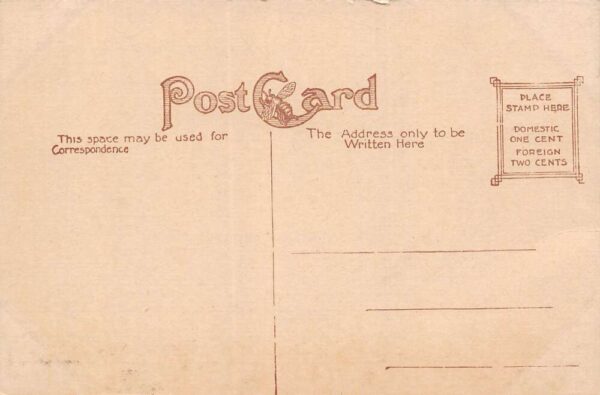 Post Card
This space may be used for
Correspondence
The Address only to be
Written Here
PLACE
STAMP HERE
DOMESTIC
ONE CENT
FOREIGN
TWO CENTS